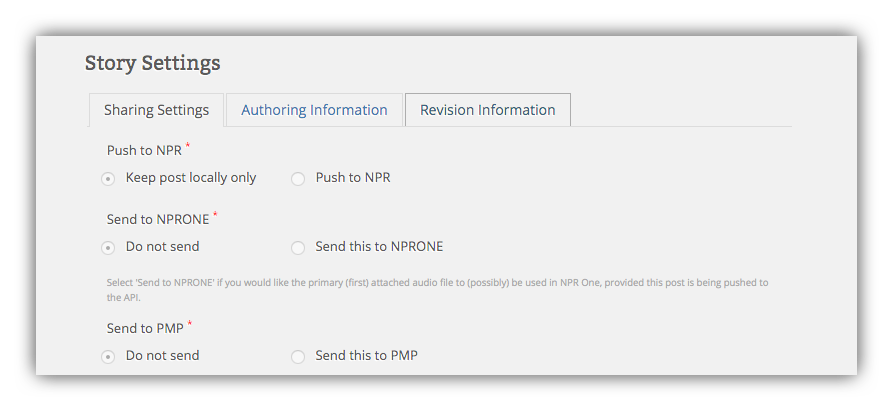 Story Settings
Sharing Settings Authoring Information Revision Information
Push to NPR *
Keep post locally only Push to NPR
Send to NPRONE *
Do not send Send this to NPRONE
Select 'Send to NPRONE' if you would like the primary (first) attached audio file to (possibly) be used in NPR One, provided this post is being pushed to
the API.
Send to PMP *
Do not send Send this to PMP